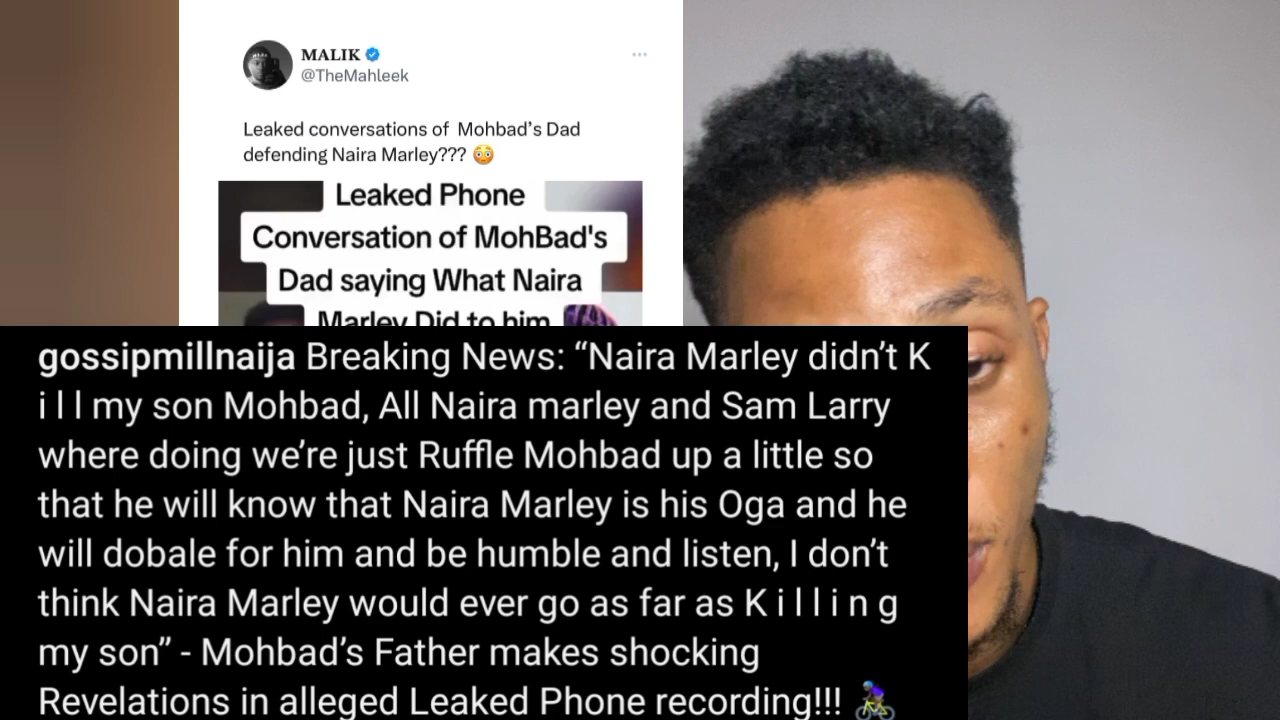 MALIK
@TheMahleek
Leaked conversations of Mohbad’s Dad
defending Naira Marley??? 😳
Leaked Phone
Conversation of MohBad's
Dad saying What Naira
Marley Did to him
gossipmillnaija Breaking News: “Naira Marley didn’t K
i l l my son Mohbad, All Naira marley and Sam Larry
where doing we’re just Ruffle Mohbad up a little so
that he will know that Naira Marley is his Oga and he
will dobale for him and be humble and listen, I don’t
think Naira Marley would ever go as far as K i l l i n g
my son” - Mohbad’s Father makes shocking
Revelations in alleged Leaked Phone recording!!! 🚴🏿‍♀️